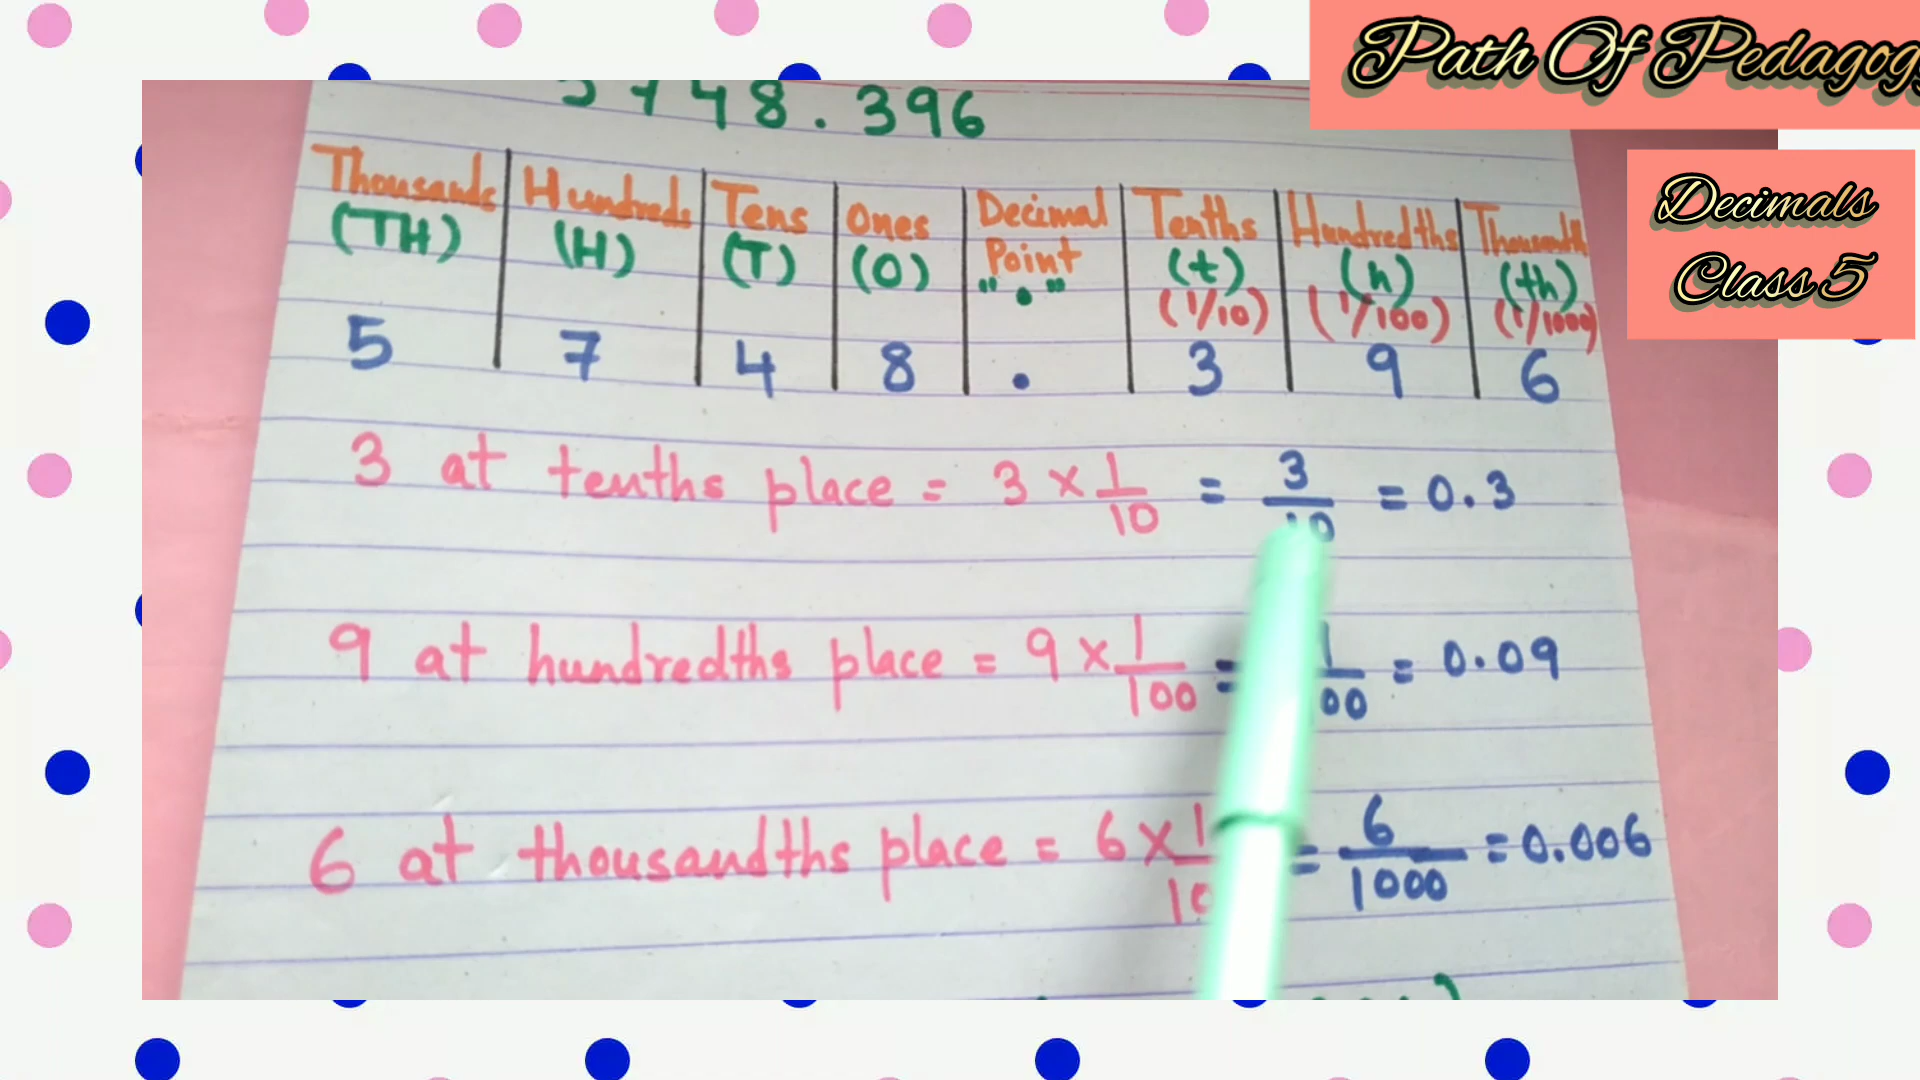 Path Of Pedagog
Decimals
Class 5
5748.396
Thousands Hundreds Tens Ones Decimal Point Tenths Hundredths Thousandth
(TH) (H) (T) (O) "." (t) (h) (th)
(1/10) (1/100) (1/1000)
5 7 4 8 . 3 9 6
3 at tenths place = 3 × 1/10 = 3/10 = 0.3
9 at hundredths place = 9 × 1/100 = = 0.09
6 at thousandths place = 6 × = 6/1000 = 0.006